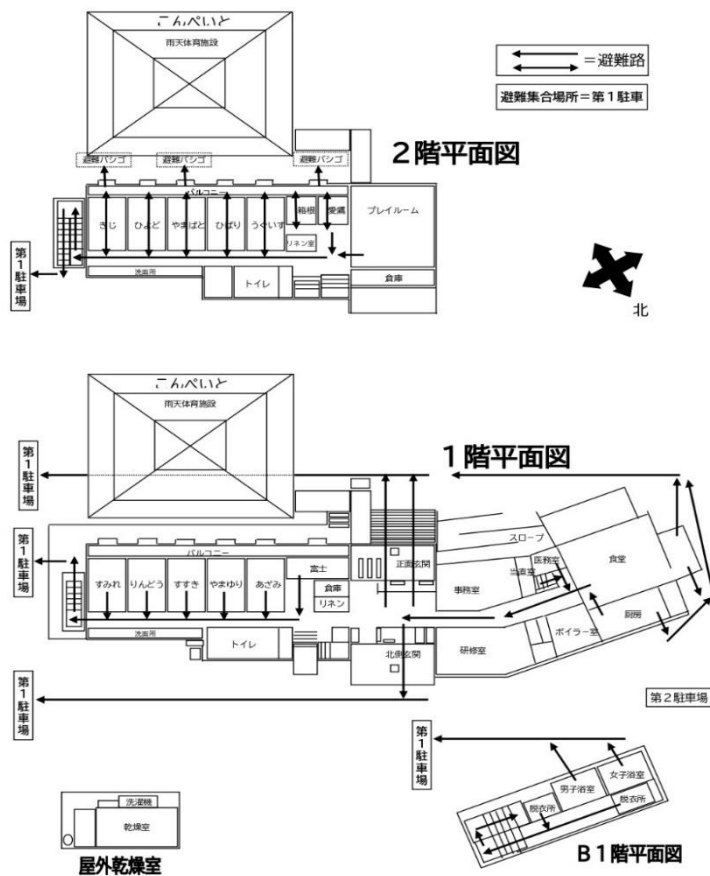 こんぺいと
雨天体育施設
=避難路
避難集合場所=第1駐車
2階平面図
避難バシゴ
避難バシゴ
避難バシゴ
バルコニー
きじ
ひよど
やまばと
ひばり
うぐいす
箱根
愛鷹
プレイルーム
リネン室
第1駐車場
洗面所
トイレ
倉庫
北
こんぺいと
雨天体育施設
第1駐車場
1階平面図
第1駐車場
バルコニー
すみれ
りんどう
すすき
やまゆり
あざみ
富士
倉庫
リネン
正面玄関
スロープ
事務室
当直室
医務室
食堂
洗面所
トイレ
北側玄関
研修室
ボイラー室
厨房
第1駐車場
第2駐車場
第1駐車場
男子浴室
女子浴室
脱衣所
脱衣所
B1階平面図
洗濯機
乾燥室
屋外乾燥室